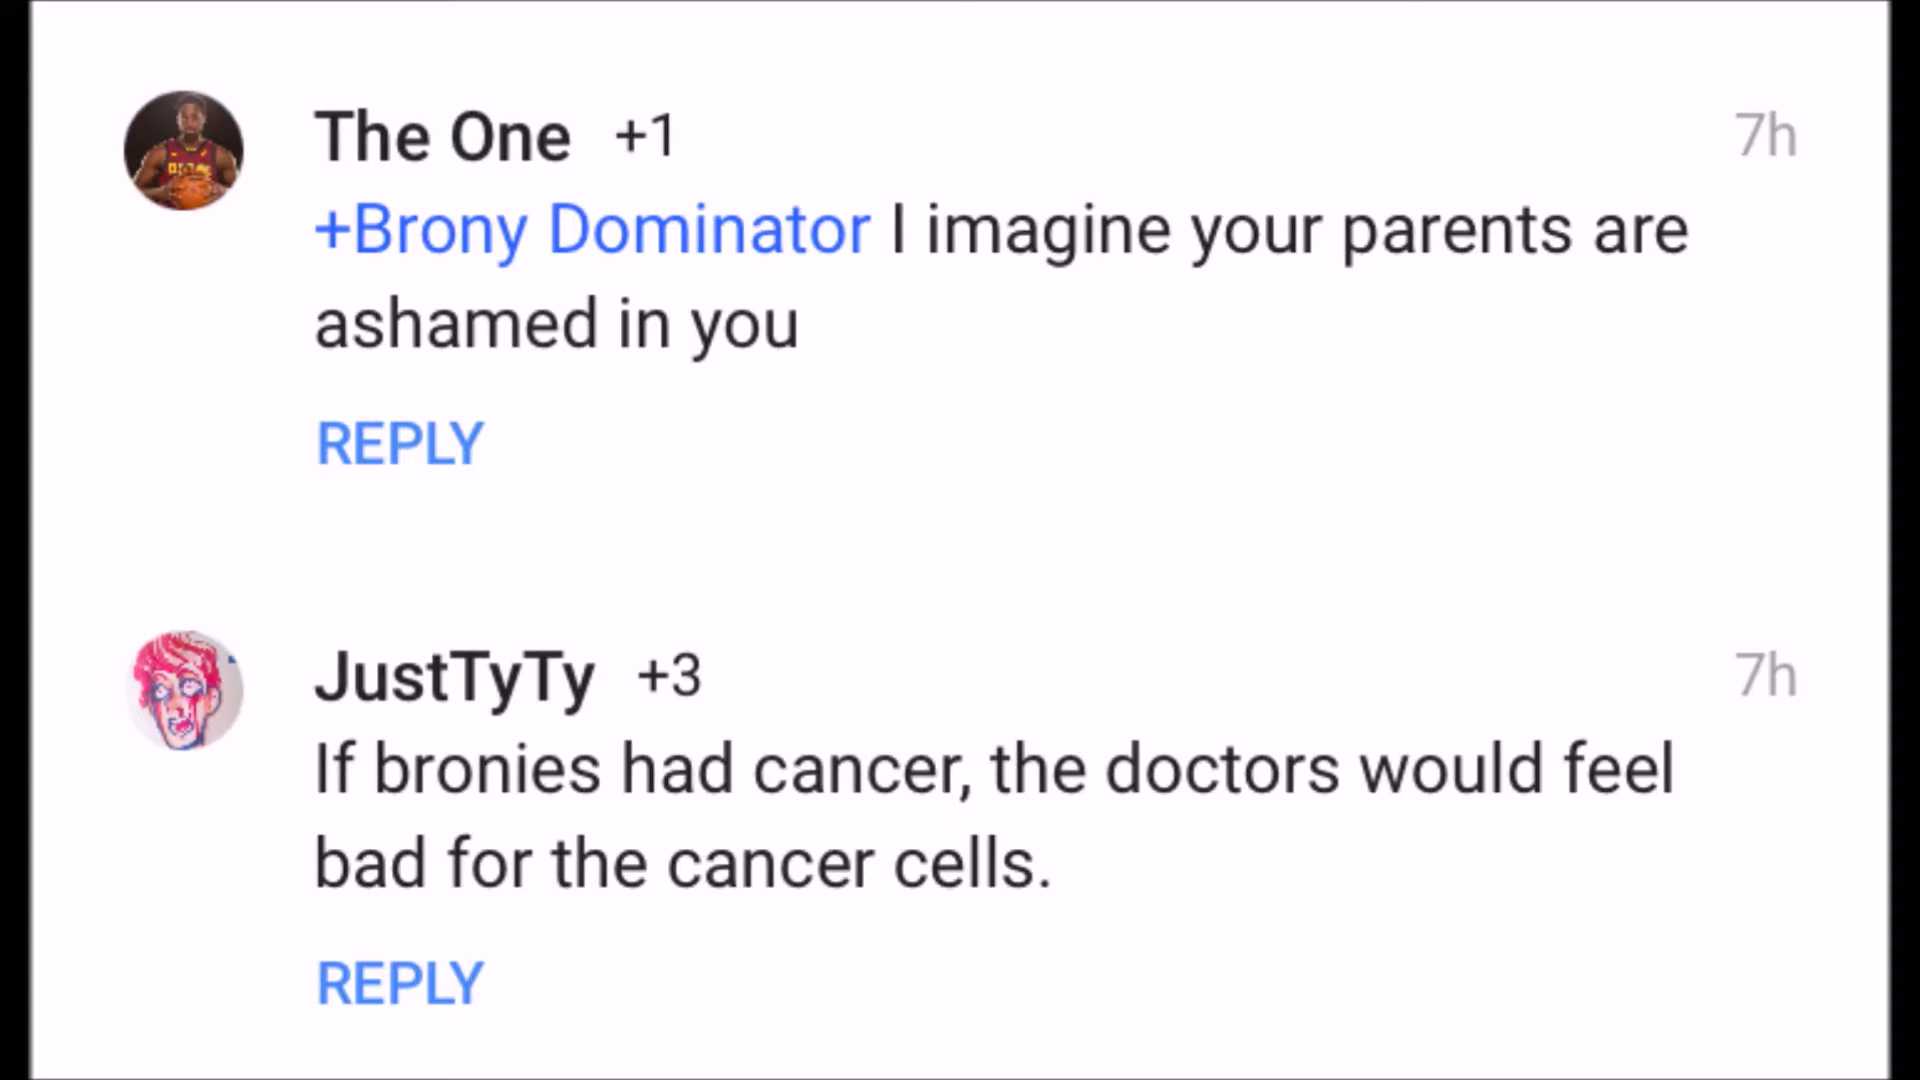 The One +1 7h
+Brony Dominator I imagine your parents are
ashamed in you
REPLY
JustTyTy +3 7h
If bronies had cancer, the doctors would feel
bad for the cancer cells.
REPLY